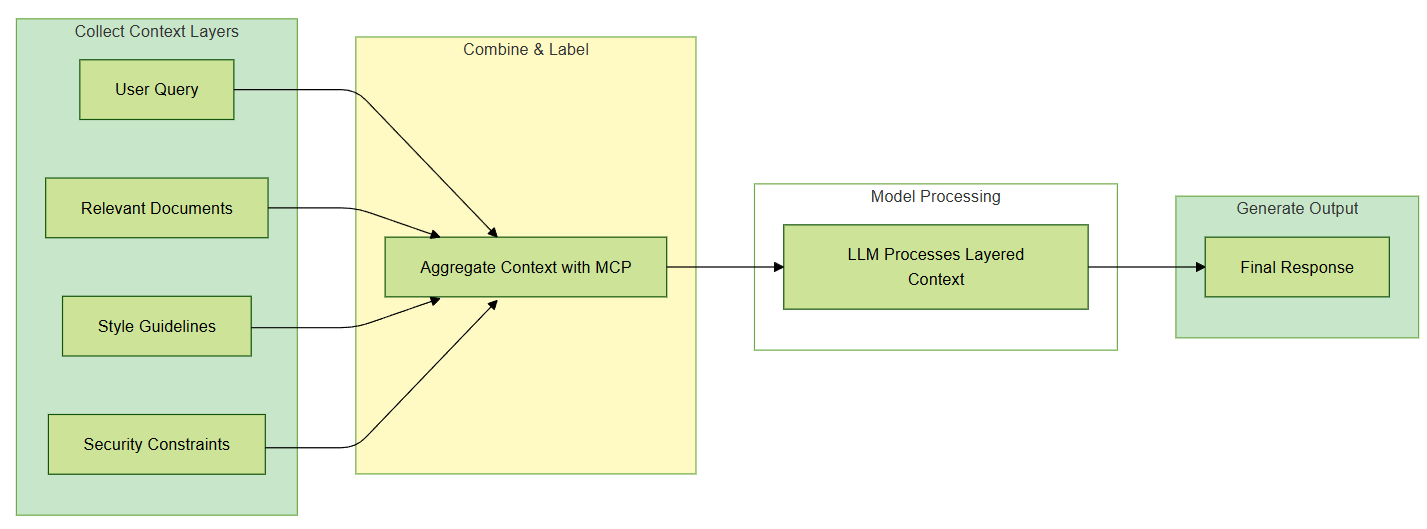 Collect Context Layers
User Query
Relevant Documents
Style Guidelines
Security Constraints
Combine & Label
Aggregate Context with MCP
Model Processing
LLM Processes Layered
Context
Generate Output
Final Response